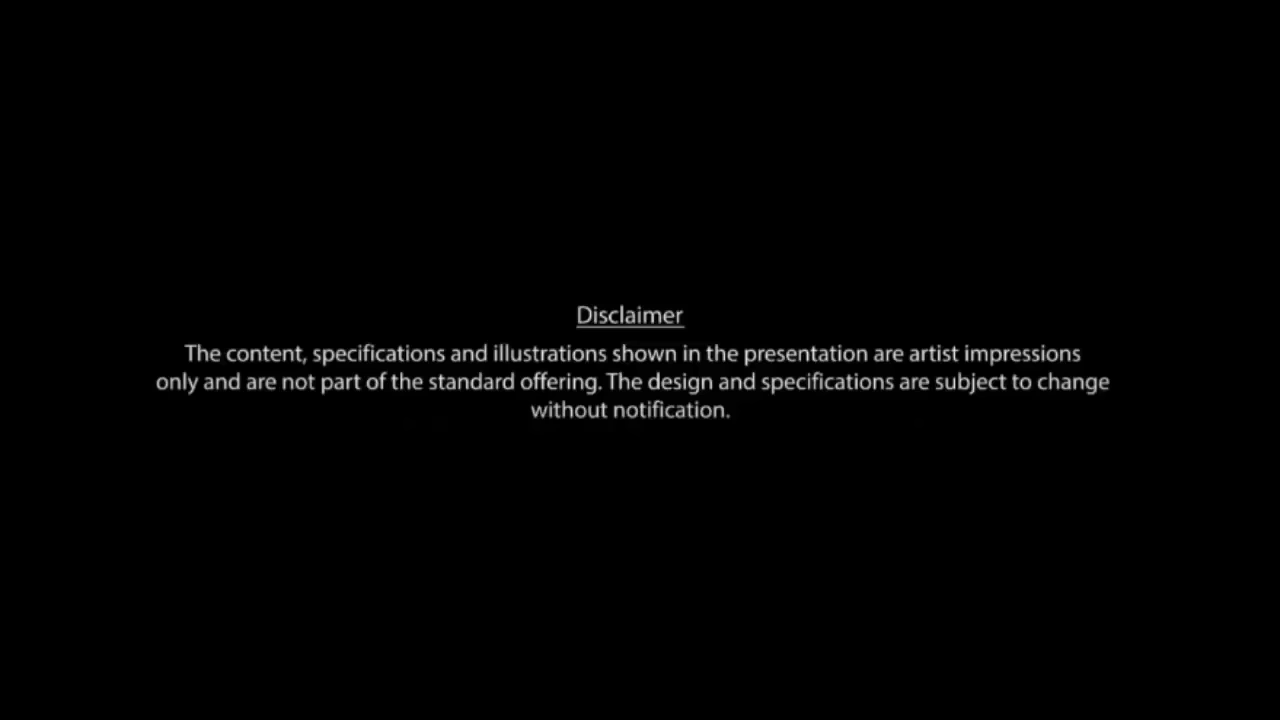 Disclaimer
The content, specifications and illustrations shown in the presentation are artist impressions
only and are not part of the standard offering. The design and specifications are subject to change
without notification.